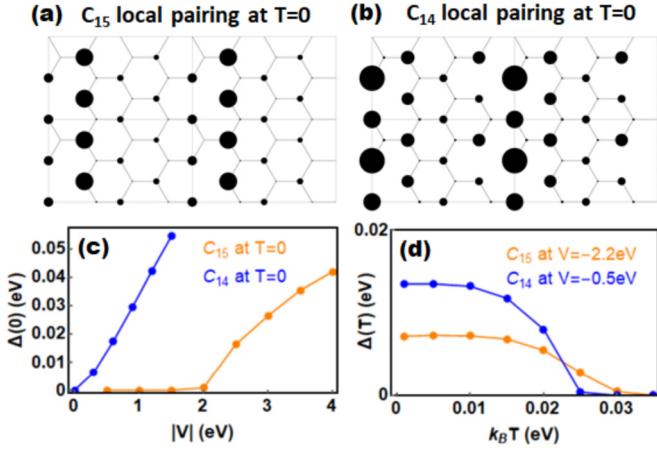 (a) C₁₅ local pairing at T=0
(b) C₁₄ local pairing at T=0
(c)
C₁₅ at T=0
C₁₄ at T=0
Δ(0) (eV)
0.05
0.04
0.03
0.02
0.01
0
0 1 2 3 4
|V| (eV)
(d)
C₁₅ at V=−2.2eV
C₁₄ at V=−0.5eV
Δ(T) (eV)
0.02
0
0 0.01 0.02 0.03
k_BT (eV)